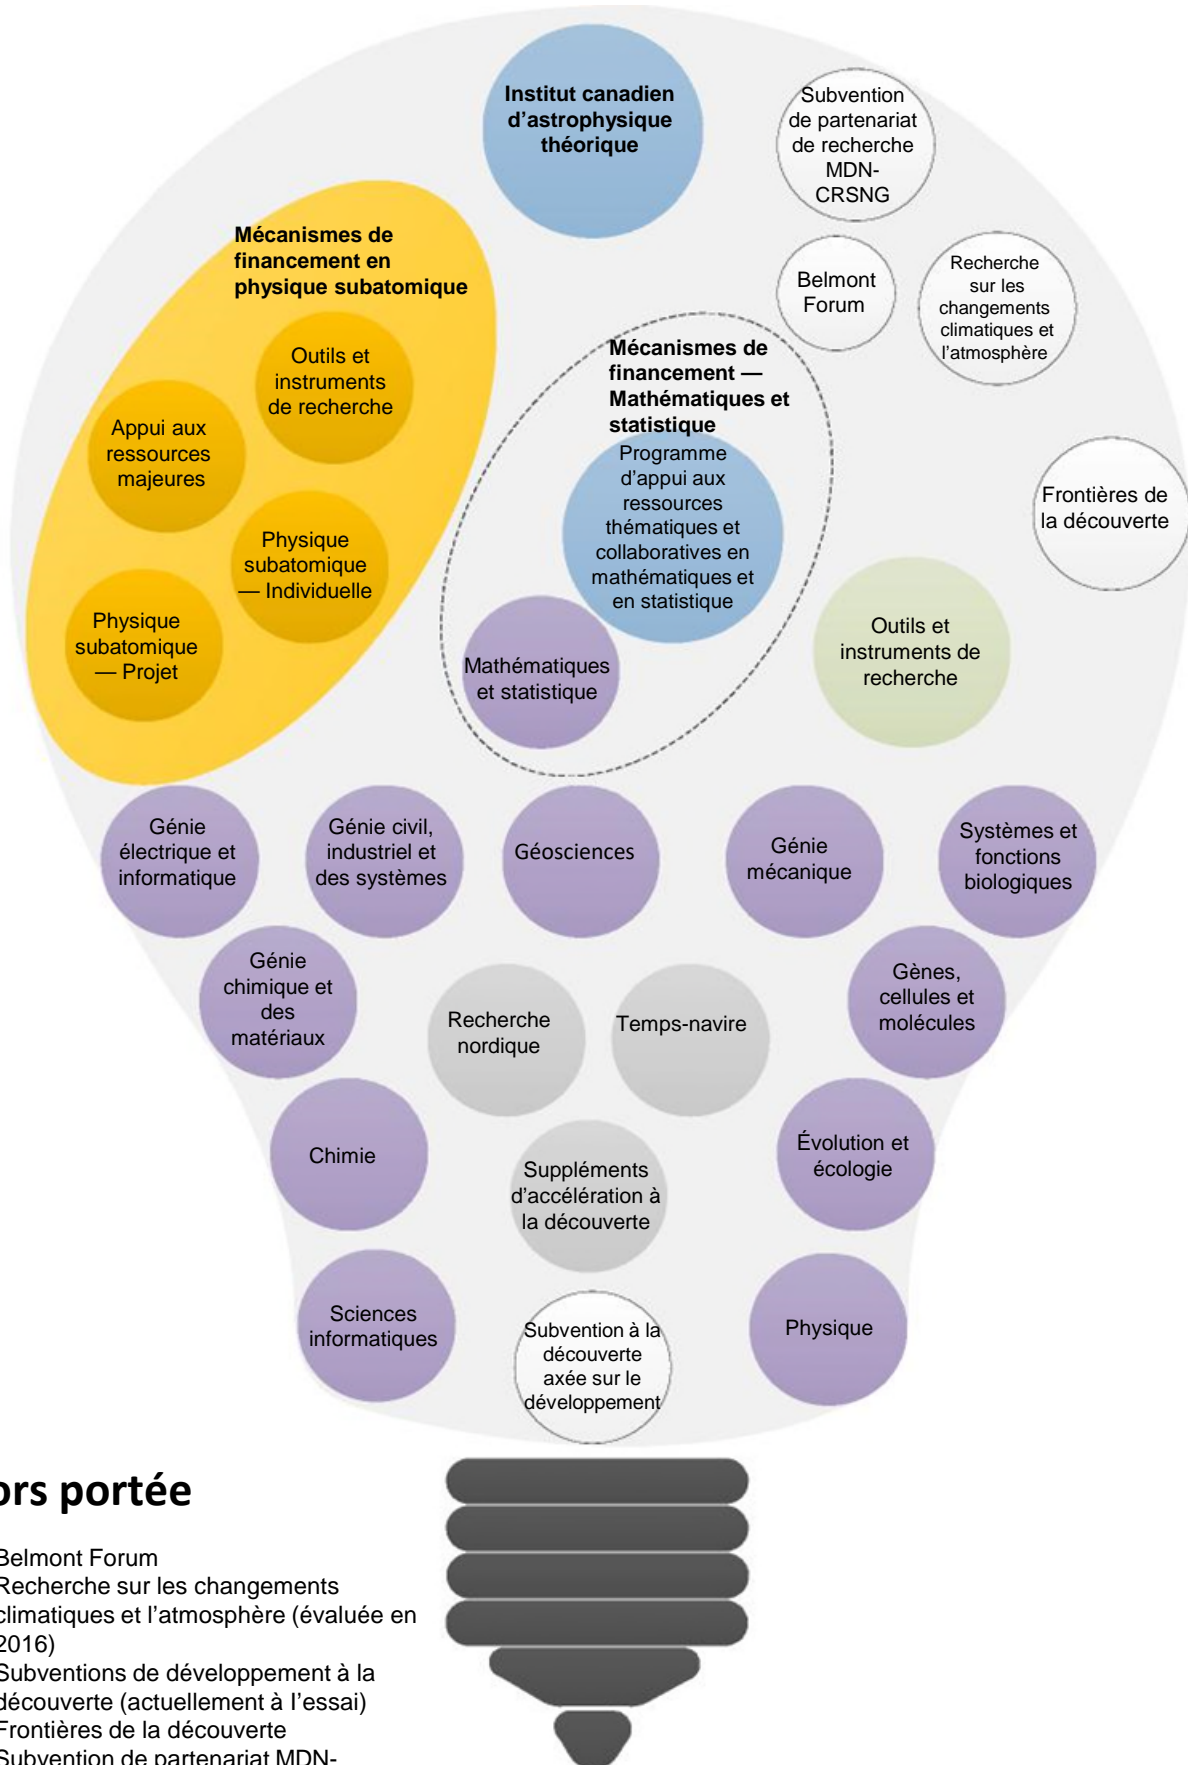 Institut canadien
d’astrophysique
théorique
Subvention
de partenariat
de recherche
MDN-
CRSNG
Mécanismes de
financement en
physique subatomique
Belmont
Forum
Recherche
sur les
changements
climatiques et
l’atmosphère
Outils et
instruments
de recherche
Appui aux
ressources
majeures
Physique
subatomique
— Individuelle
Physique
subatomique
— Projet
Mécanismes de
financement —
Mathématiques et
statistique
Programme
d’appui aux
ressources
thématiques et
collaboratives en
mathématiques et
en statistique
Mathématiques
et statistique
Frontières de
la découverte
Outils et
instruments de
recherche
Génie
électrique et
informatique
Génie civil,
industriel et
des systèmes
Géosciences
Génie
mécanique
Systèmes et
fonctions
biologiques
Génie
chimique et
des
matériaux
Recherche
nordique
Temps-navire
Gènes,
cellules et
molécules
Chimie
Suppléments
d’accélération à
la découverte
Évolution et
écologie
Sciences
informatiques
Subvention à la
découverte
axée sur le
développement
Physique
ors portée
Belmont Forum
Recherche sur les changements
climatiques et l’atmosphère (évaluée en
2016)
Subventions de développement à la
découverte (actuellement à l’essai)
Frontières de la découverte
Subvention de partenariat MDN-